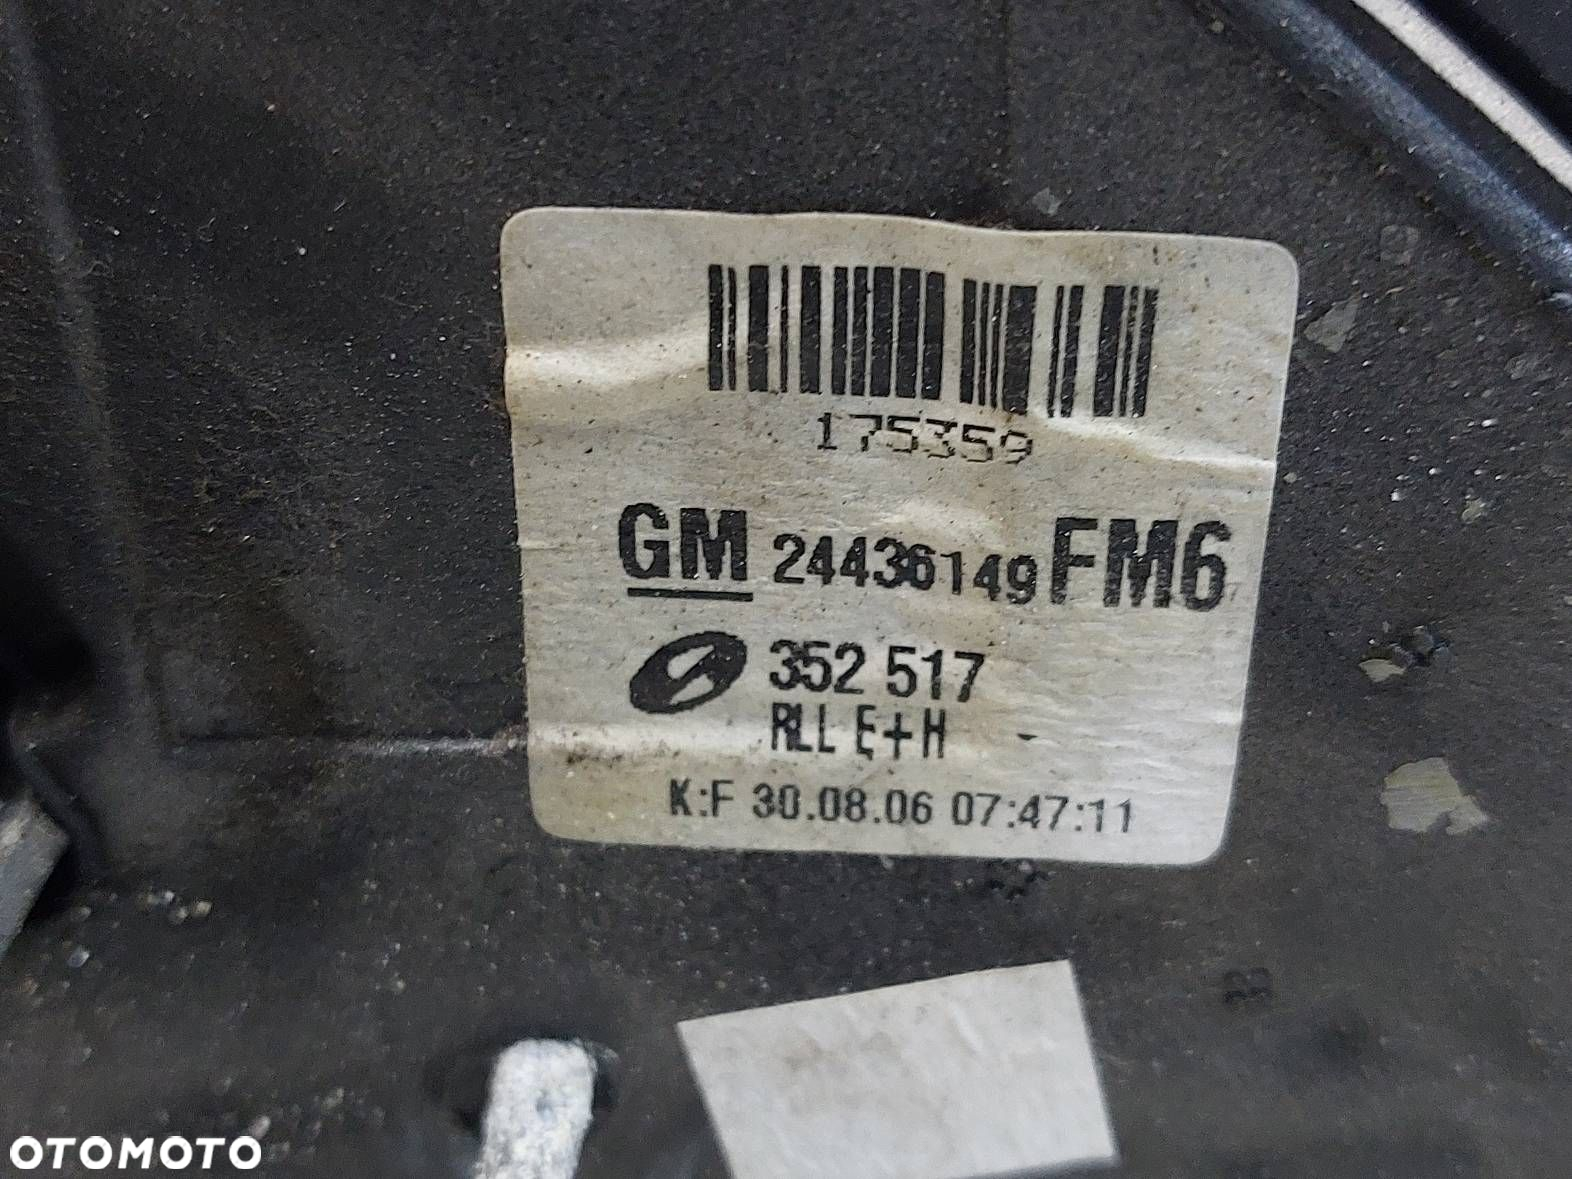 175359
GM 24436149 FM6
352 517
RLL E+H -
K:F 30.08.06 07:47:11
OTOMOTO